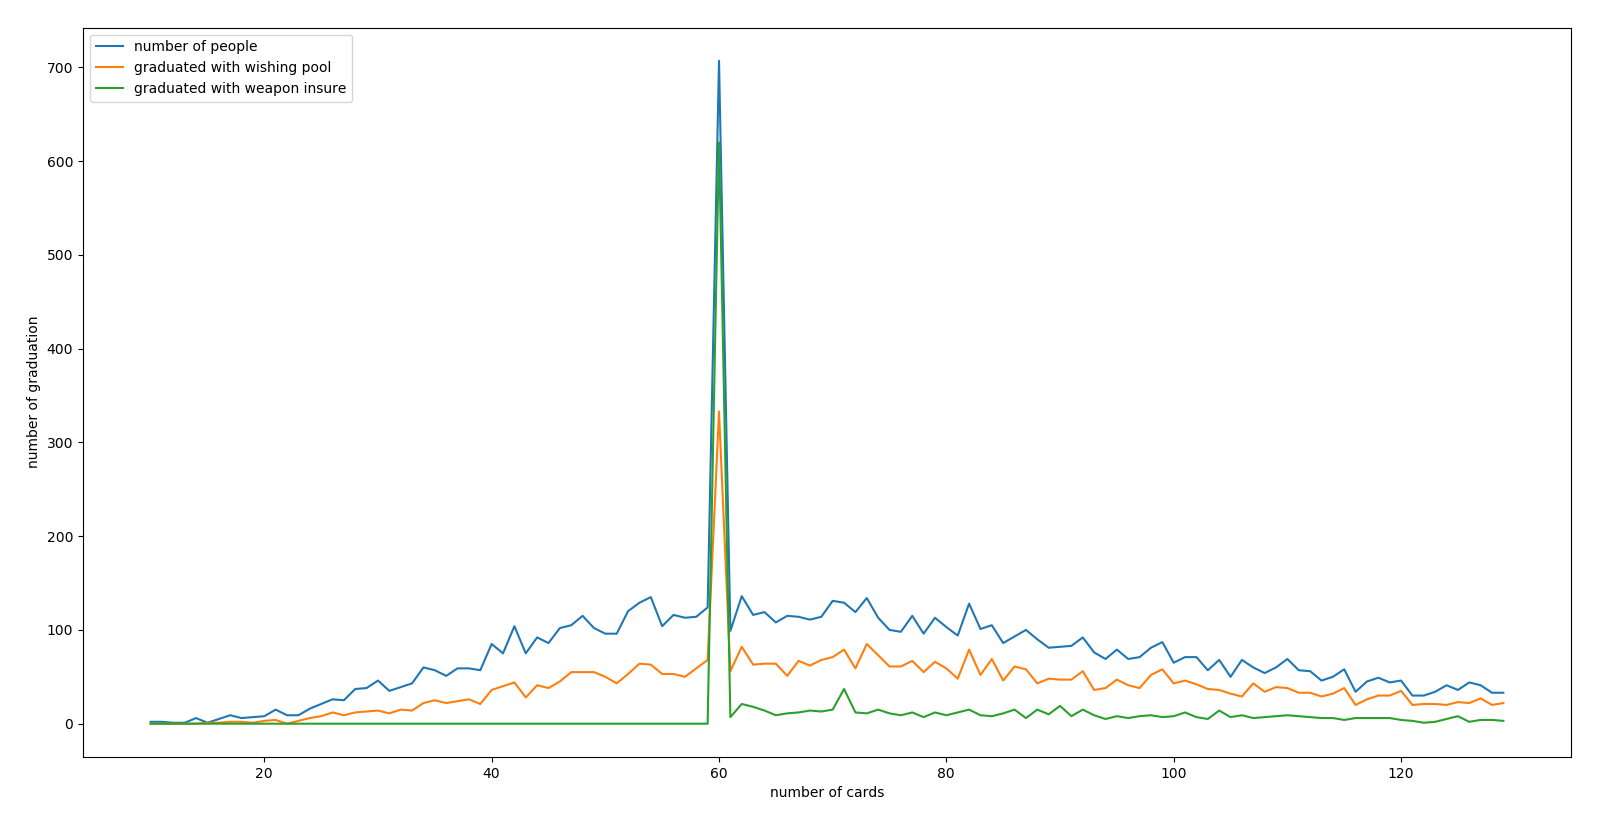 number of people
graduated with wishing pool
graduated with weapon insure
700
600
500
400
300
200
100
0
number of graduation
20 40 60 80 100 120
number of cards